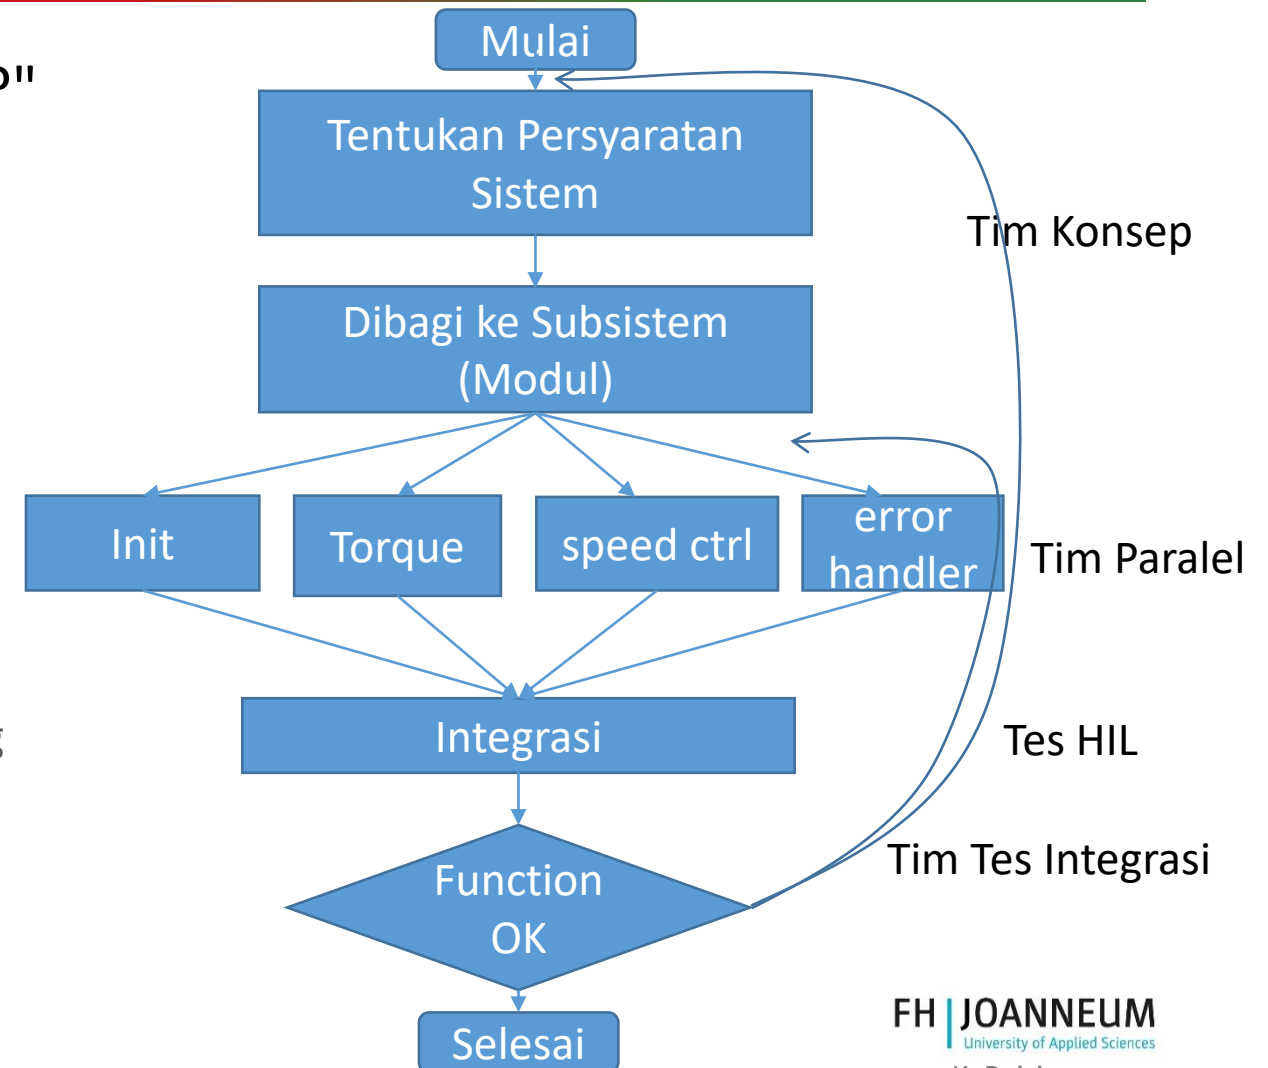 Mulai
Tentukan Persyaratan
Sistem
Tim Konsep
Dibagi ke Subsistem
(Modul)
Init
Torque
speed ctrl
error
handler
Tim Paralel
Integrasi
Tes HIL
Tim Tes Integrasi
Function
OK
Selesai
FH JOANNEUM
University of Applied Sciences